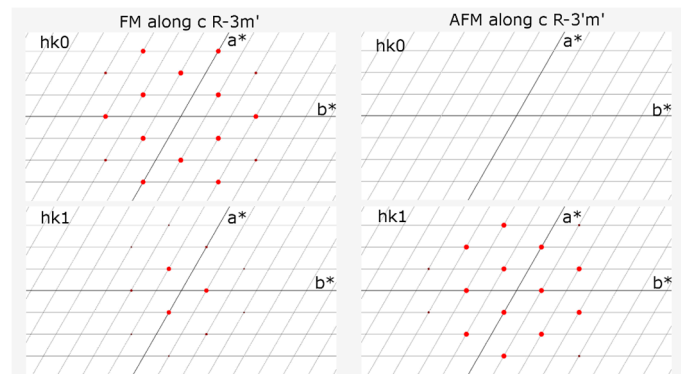 FM along c R-3m'
AFM along c R-3'm'
hk0
a*
b*
hk0
a*
b*
hk1
a*
b*
hk1
a*
b*